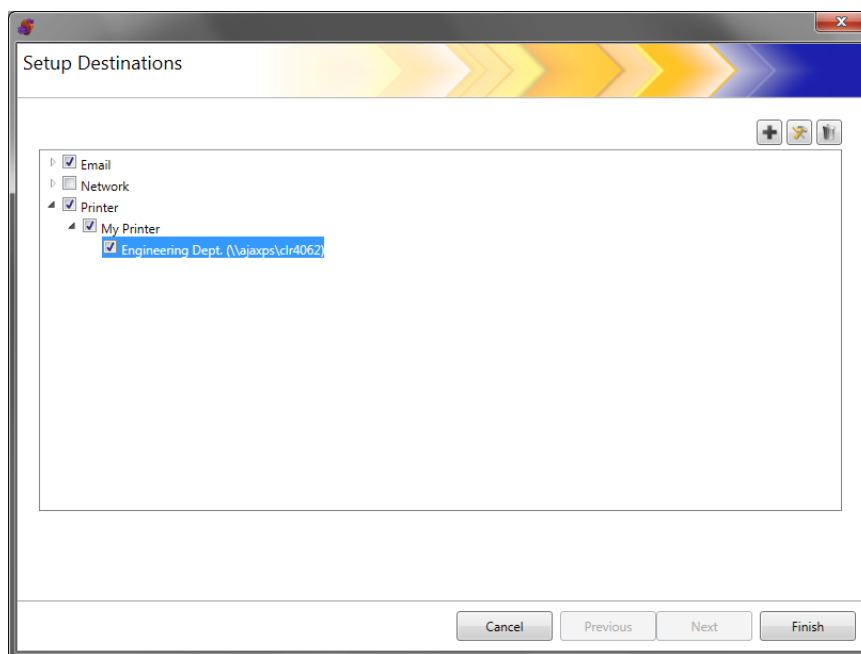 Setup Destinations
Email
Network
Printer
My Printer
Engineering Dept. (\\ajaxps\clr4062)
Cancel Previous Next Finish